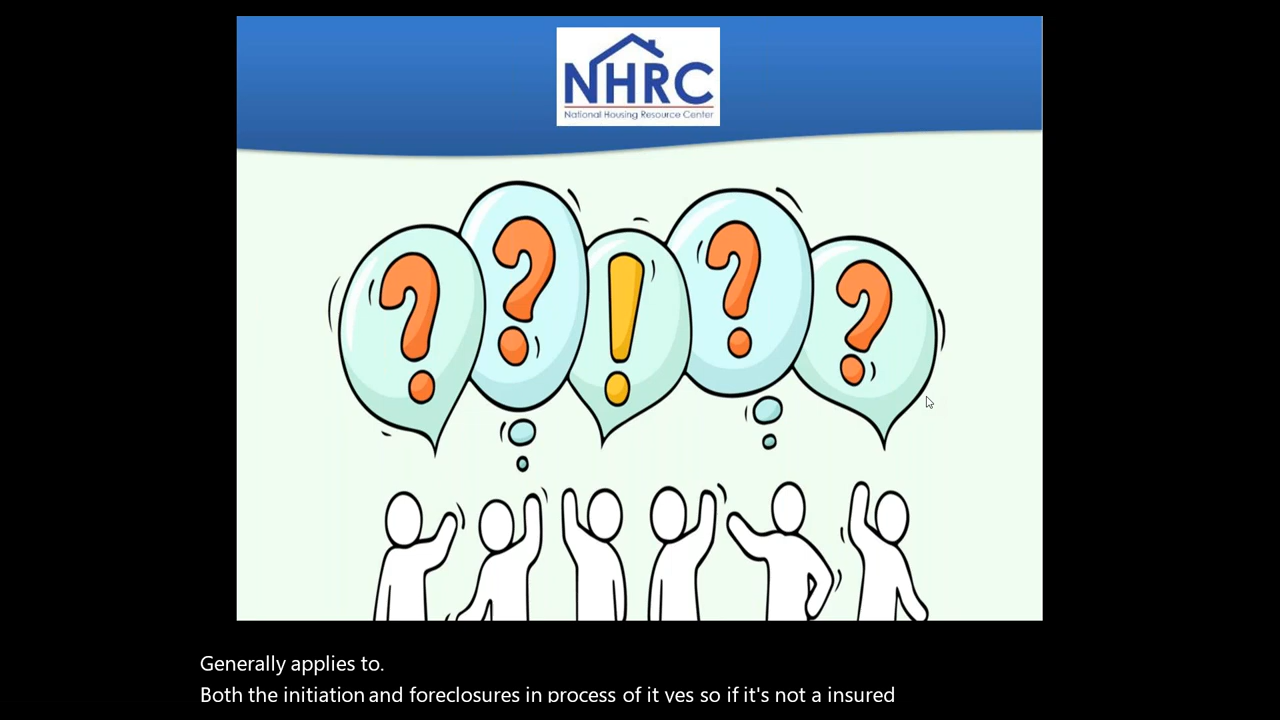 NHRC
National Housing Resource Center
? ? ! ? ?
Generally applies to.
Both the initiation and foreclosures in process of it yes so if it's not a insured